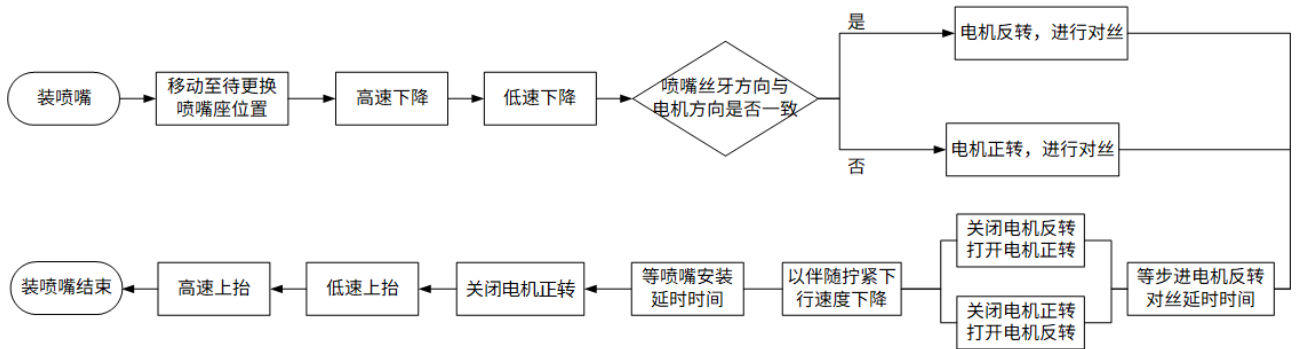 装喷嘴
移动至待更换
喷嘴座位置
高速下降
低速下降
喷嘴丝牙方向与
电机方向是否一致
是
电机反转，进行对丝
否
电机正转，进行对丝
等步进电机反转
对丝延时时间
关闭电机反转
打开电机正转
关闭电机正转
打开电机反转
以伴随拧紧下
行速度下降
等喷嘴安装
延时时间
关闭电机正转
低速上抬
高速上抬
装喷嘴结束